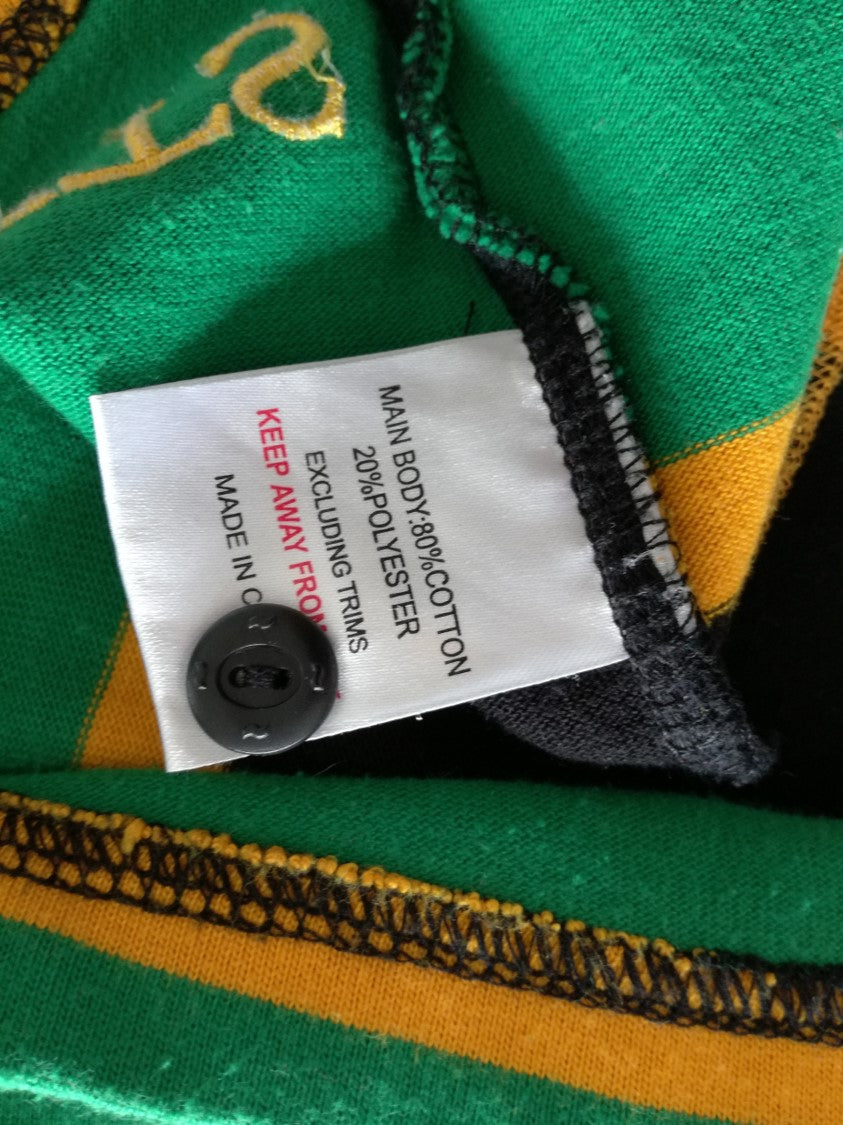 MAIN BODY:80%COTTON
20%POLYESTER
EXCLUDING TRIMS
KEEP AWAY FROM
MADE IN C